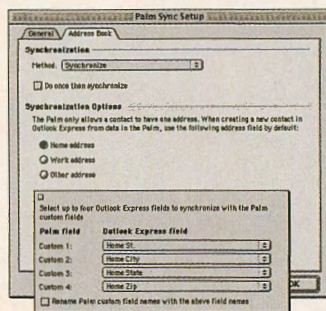 Palm Sync Setup
General Address Book
Synchronization
Method: Synchronize
Do once then synchronize
Synchronization Options
The Palm only allows a contact to have one address. When creating a new contact in
Outlook Express from data in the Palm, use the following address field by default:
Home address
Work address
Other address
Select up to four Outlook Express fields to synchronize with the Palm
custom fields
Palm field Outlook Express field
Custom 1: Home St.
Custom 2: Home City
Custom 3: Home State
Custom 4: Home Zip
OK
Rename Palm custom field names with the above field names